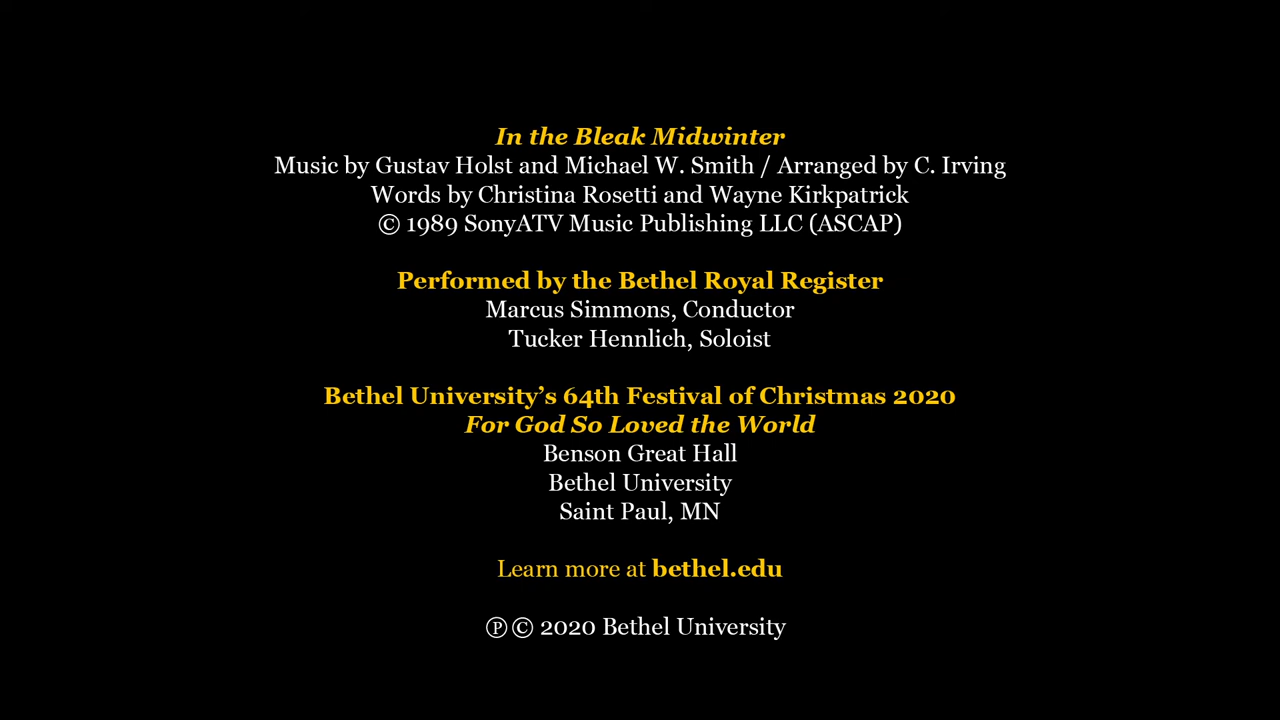 In the Bleak Midwinter
Music by Gustav Holst and Michael W. Smith / Arranged by C. Irving
Words by Christina Rosetti and Wayne Kirkpatrick
© 1989 SonyATV Music Publishing LLC (ASCAP)
Performed by the Bethel Royal Register
Marcus Simmons, Conductor
Tucker Hennlich, Soloist
Bethel University’s 64th Festival of Christmas 2020
For God So Loved the World
Benson Great Hall
Bethel University
Saint Paul, MN
Learn more at bethel.edu
℗© 2020 Bethel University